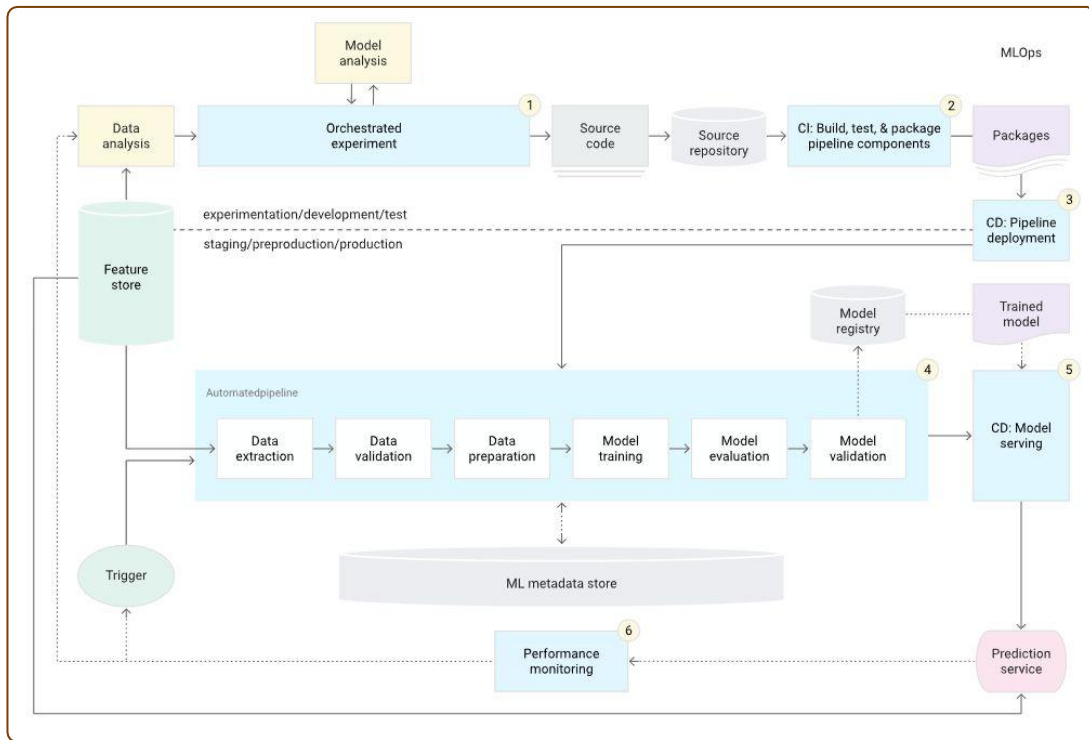 Model
analysis
MLOps
1
2
Data
analysis
Orchestrated
experiment
Source
code
Source
repository
CI: Build, test, & package
pipeline components
Packages
3
experimentation/development/test
staging/preproduction/production
CD: Pipeline
deployment
Feature
store
Model
registry
Trained
model
4
5
Automatedpipeline
Data
extraction
Data
validation
Data
preparation
Model
training
Model
evaluation
Model
validation
CD: Model
serving
Trigger
ML metadata store
6
Performance
monitoring
Prediction
service